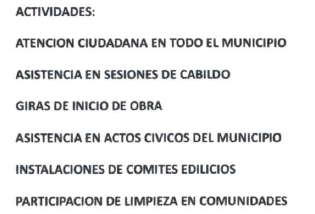 ACTIVIDADES:
ATENCION CIUDADANA EN TODO EL MUNICIPIO
ASISTENCIA EN SESIONES DE CABILDO
GIRAS DE INICIO DE OBRA
ASISTENCIA EN ACTOS CIVICOS DEL MUNICIPIO
INSTALACIONES DE COMITES EDILICIOS
PARTICIPACION DE LIMPIEZA EN COMUNIDADES